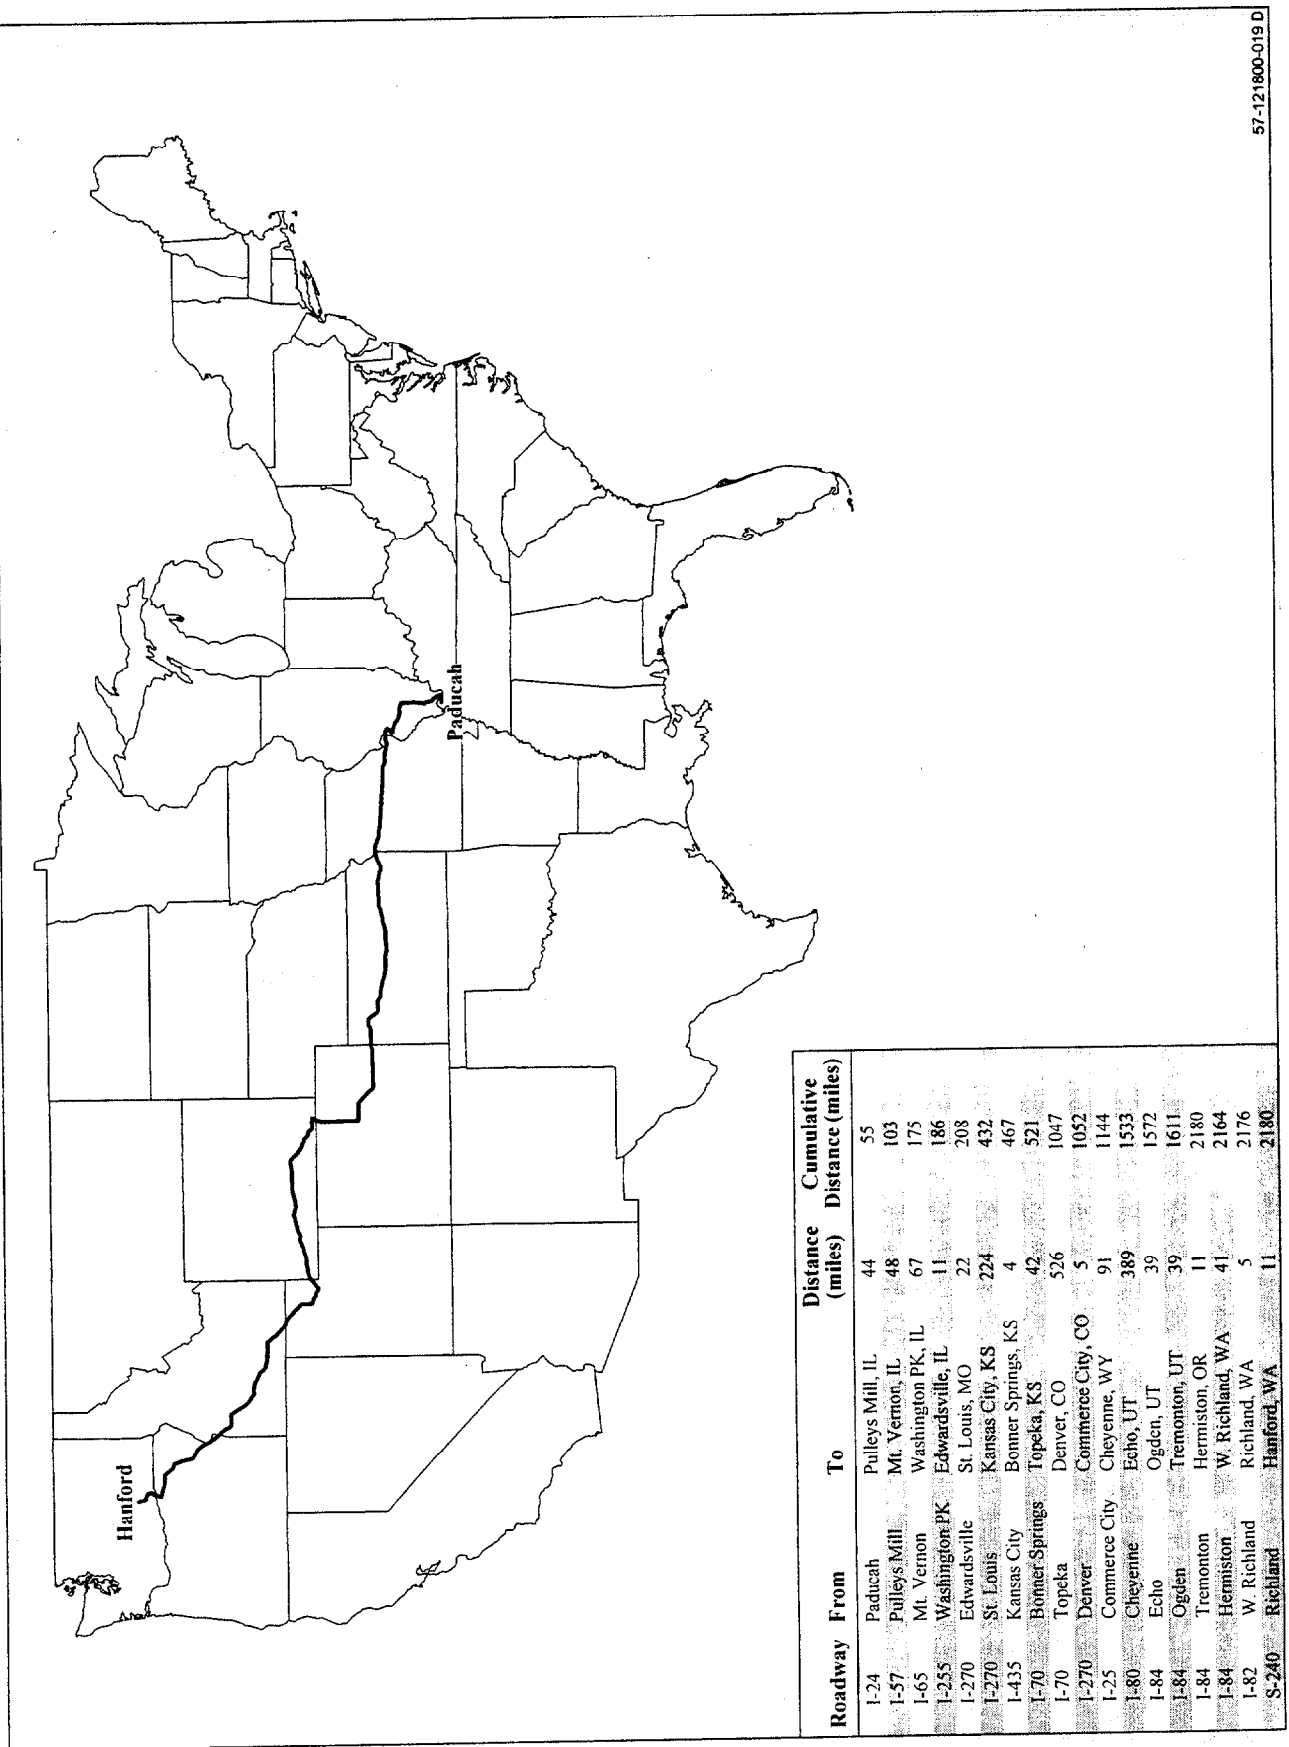 Hanford
Paducah
Roadway From To Distance (miles) Cumulative Distance (miles)
I-24 Paducah Pulleys Mill, IL 44 55
I-57 Pulleys Mill Mt. Vernon, IL 48 103
I-65 Mt. Vernon Washington PK, IL 67 175
I-255 Washington PK Edwardsville, IL 11 186
I-270 Edwardsville St. Louis, MO 22 208
I-270 St. Louis Kansas City, KS 224 432
I-435 Kansas City Bonner Springs, KS 4 467
I-70 Bonner Springs Topeka, KS 42 521
I-70 Topeka Denver, CO 526 1047
I-270 Denver Commerce City, CO 5 1052
I-25 Commerce City Cheyenne, WY 91 1144
I-80 Cheyenne Echo, UT 389 1533
I-84 Echo Ogden, UT 39 1572
I-84 Ogden Tremonton, UT 39 1611
I-84 Tremonton Hermiston, OR 11 2180
I-84 Hermiston W. Richland, WA 41 2164
I-82 W. Richland Richland, WA 5 2176
S-240 Richland Hanford, WA 11 2180
57-121800-019 D